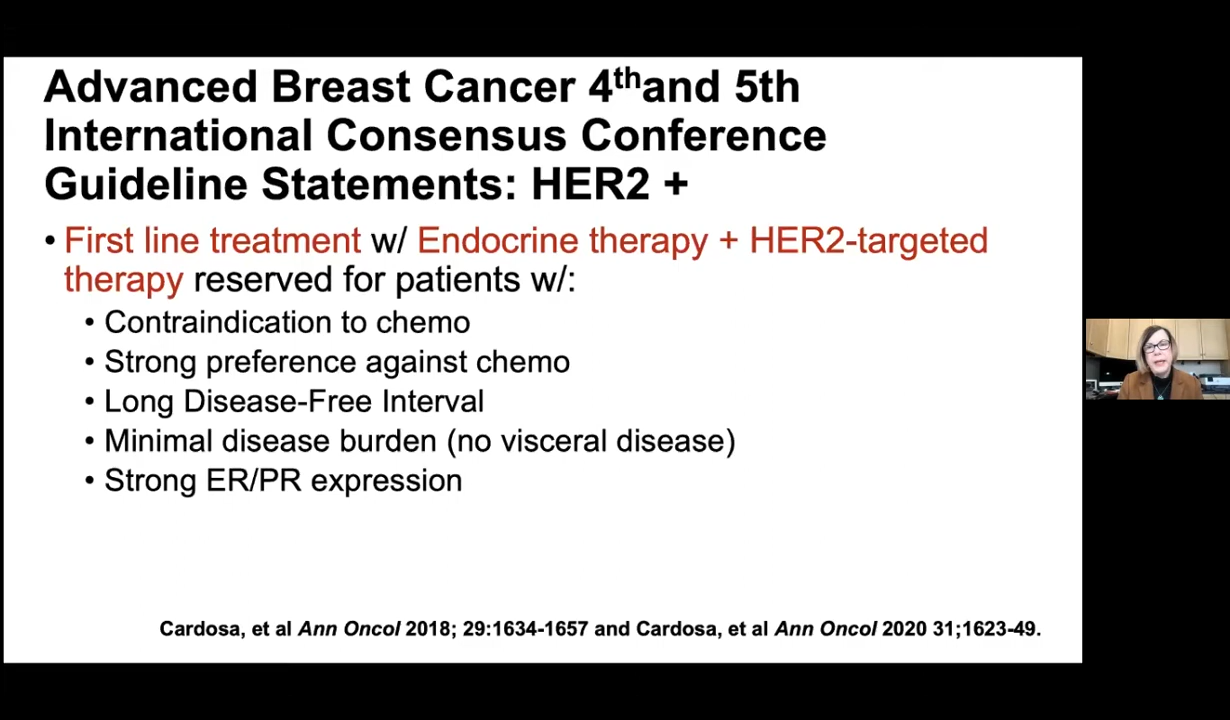 Advanced Breast Cancer 4thand 5th
International Consensus Conference
Guideline Statements: HER2 +
• First line treatment w/ Endocrine therapy + HER2-targeted
therapy reserved for patients w/:
• Contraindication to chemo
• Strong preference against chemo
• Long Disease-Free Interval
• Minimal disease burden (no visceral disease)
• Strong ER/PR expression
Cardosa, et al Ann Oncol 2018; 29:1634-1657 and Cardosa, et al Ann Oncol 2020 31;1623-49.